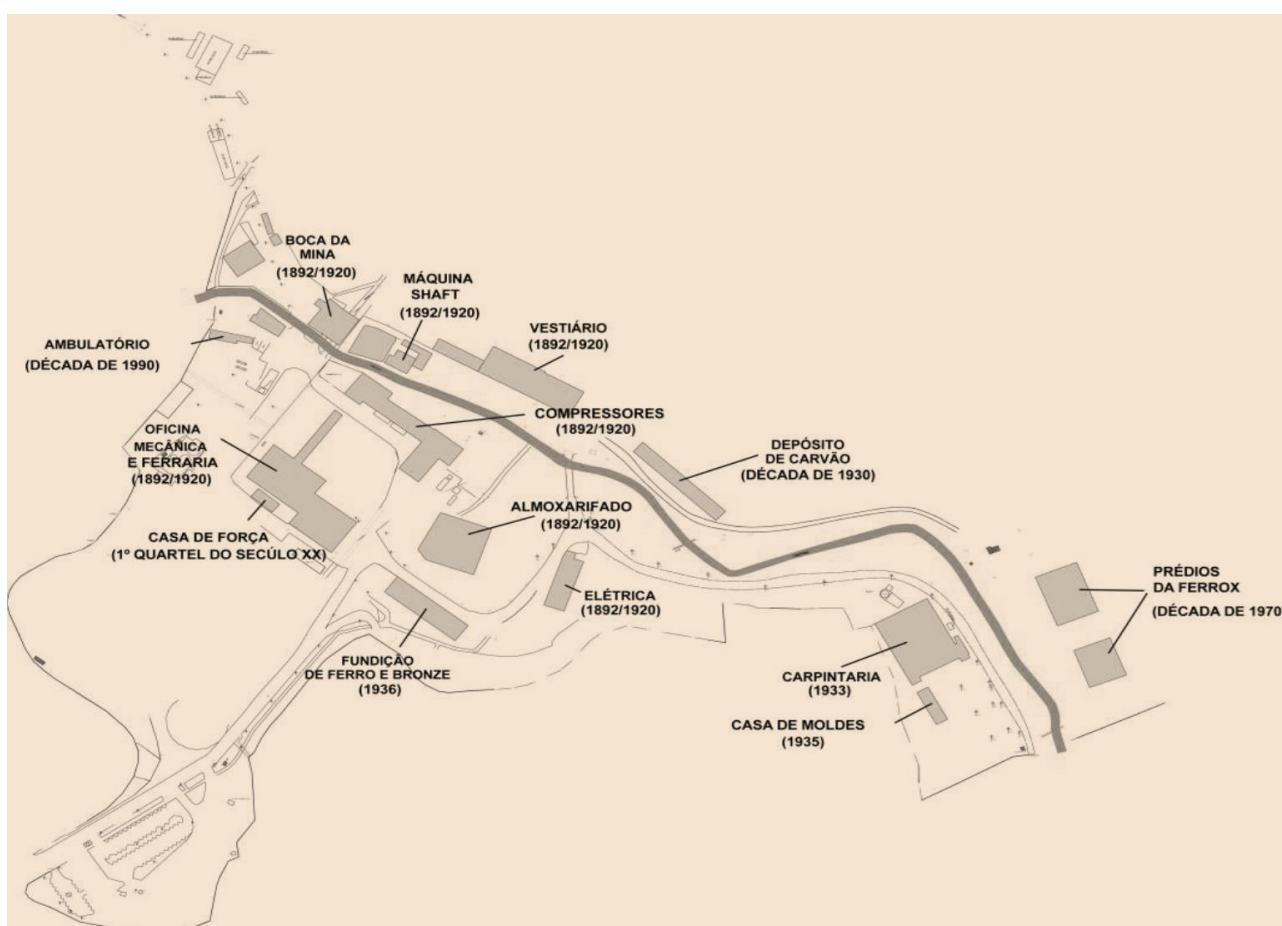 BOCA DA
MINA
(1892/1920)
MÁQUINA
SHAFT
(1892/1920)
VESTIÁRIO
(1892/1920)
AMBULATÓRIO
(DÉCADA DE 1990)
COMPRESSORES
(1892/1920)
OFICINA
MECÂNICA
E FERRARIA
(1892/1920)
DEPÓSITO
DE CARVÃO
(DÉCADA DE 1930)
ALMOXARIFADO
(1892/1920)
CASA DE FORÇA
(1º QUARTEL DO SECÚLO XX)
ELÉTRICA
(1892/1920)
PRÉDIOS
DA FERROX
(DÉCADA DE 1970
FUNDIÇÃO
DE FERRO E BRONZE
(1936)
CARPINTARIA
(1933)
CASA DE MOLDES
(1935)